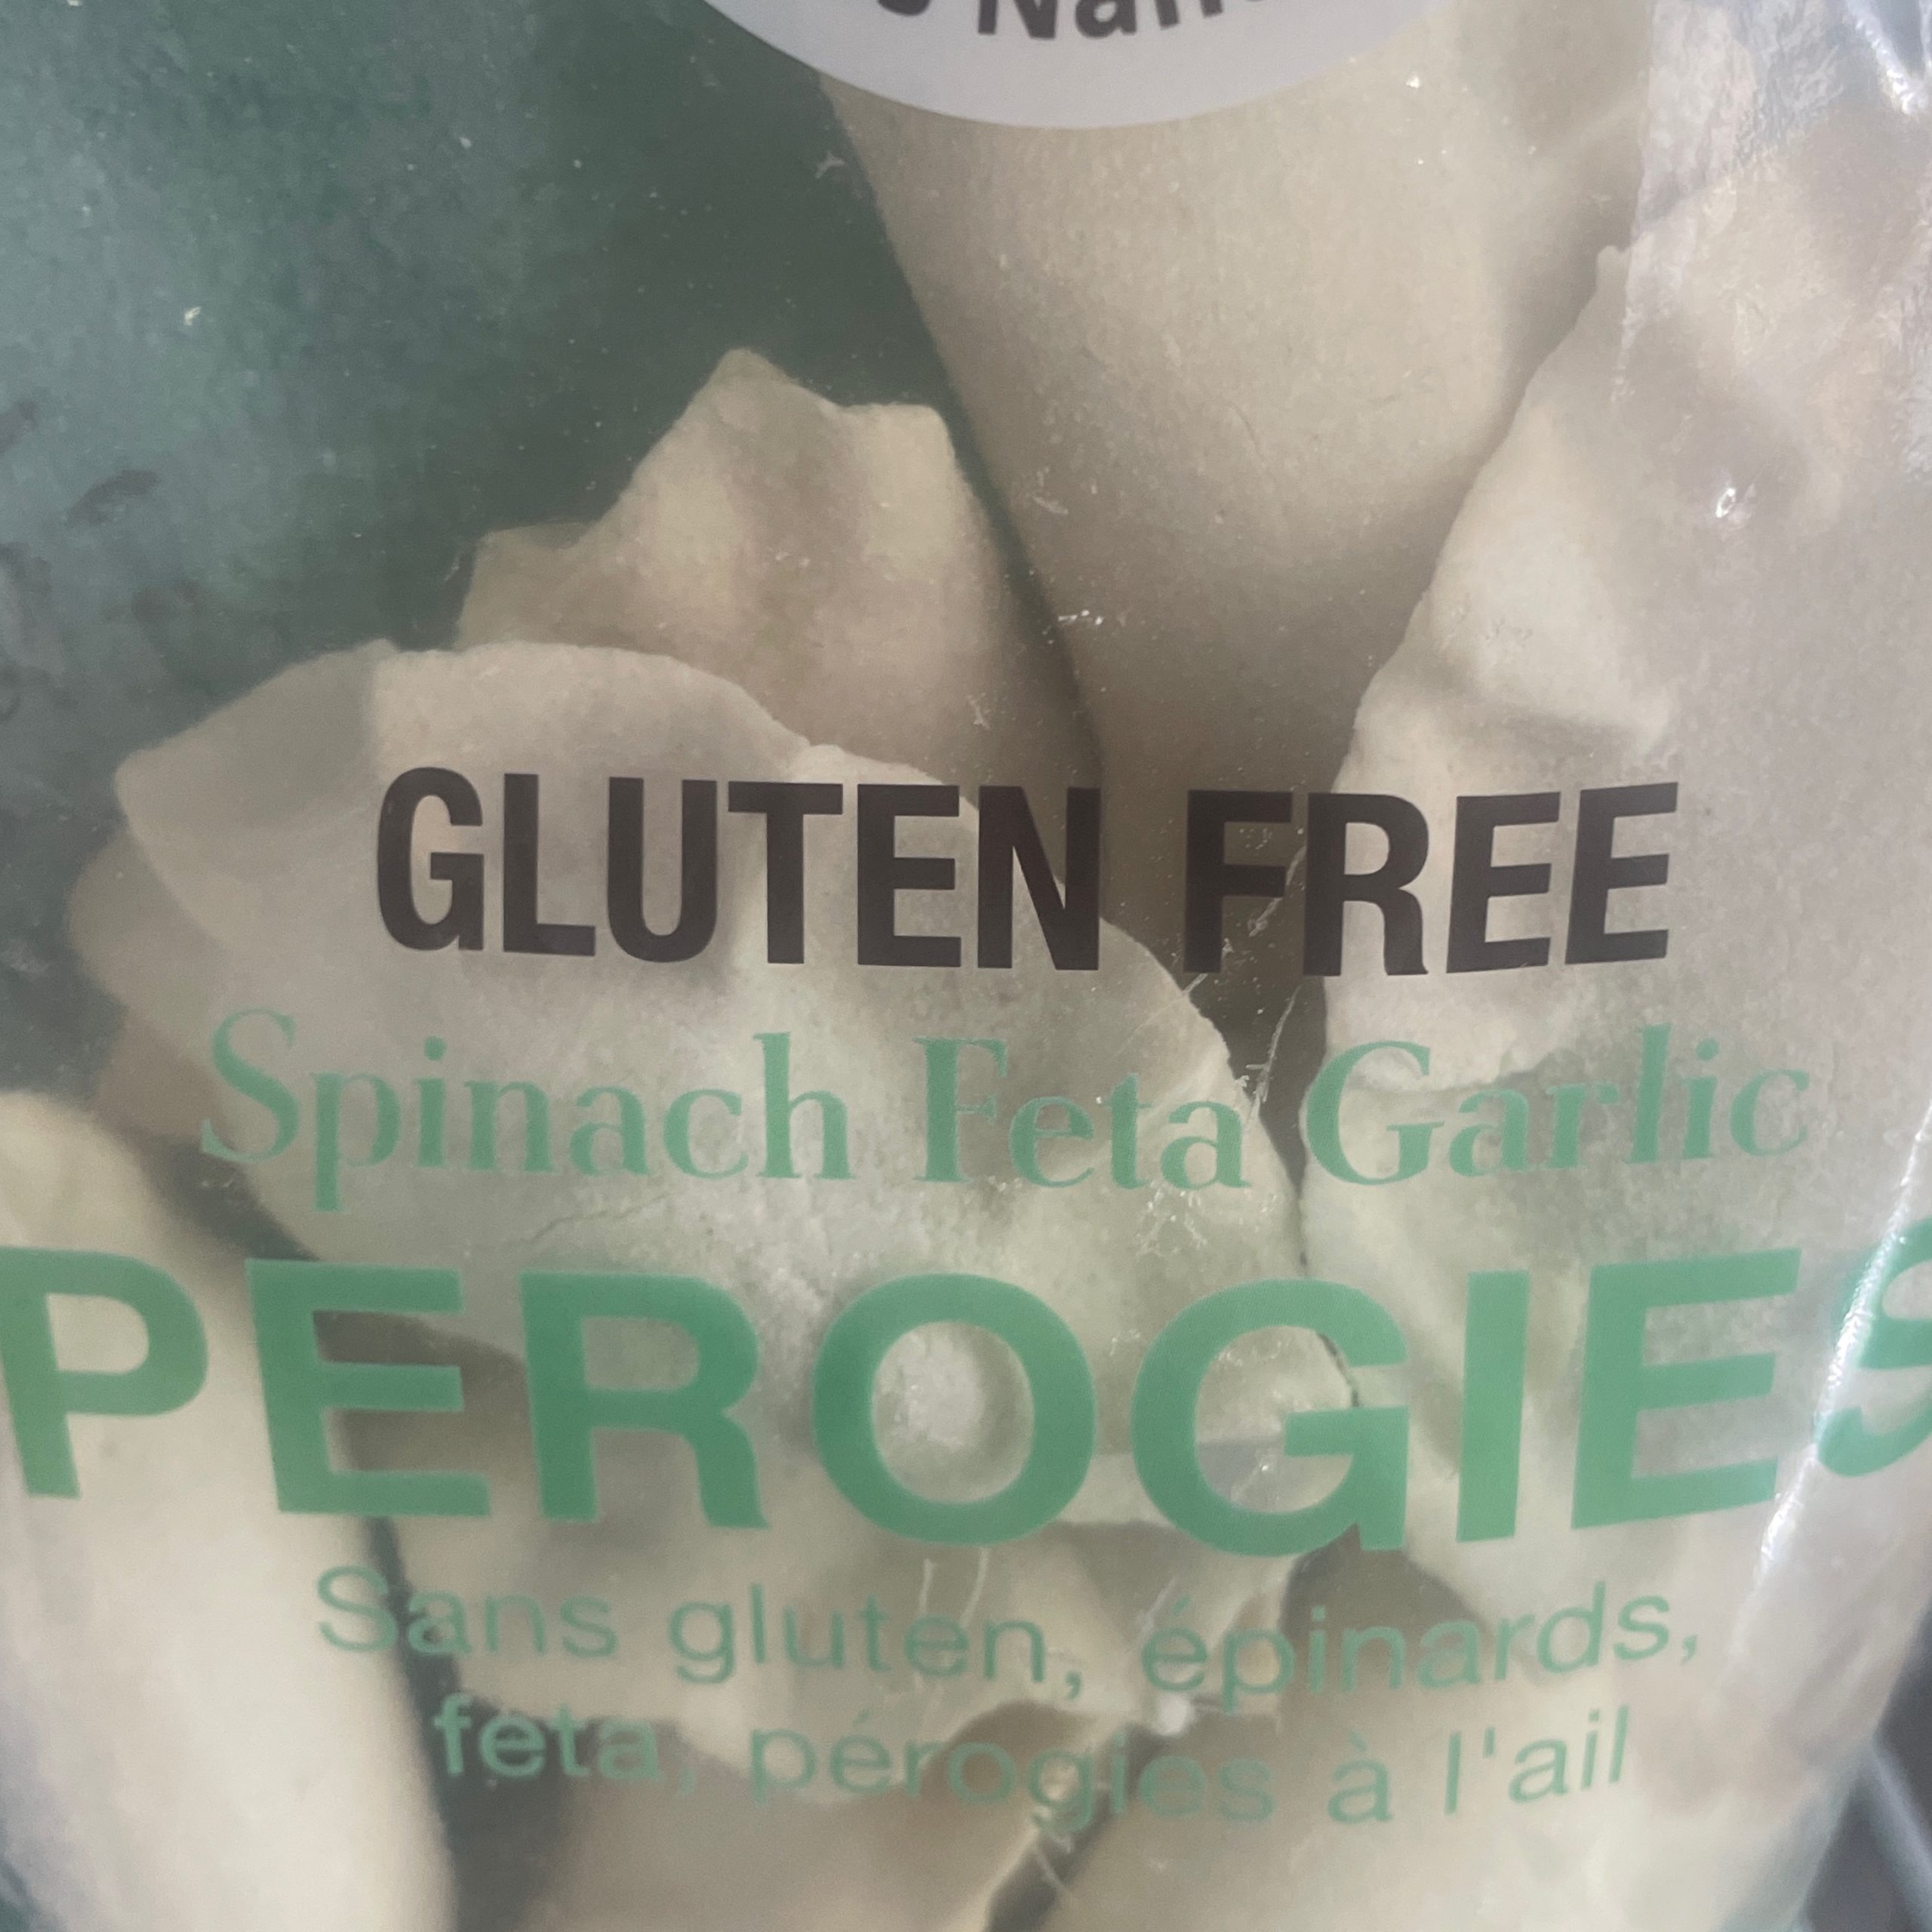 GLUTEN FREE
Spinach Feta Garlic
PEROGIES
Sans gluten, épinards,
feta, pérogies à l'ail